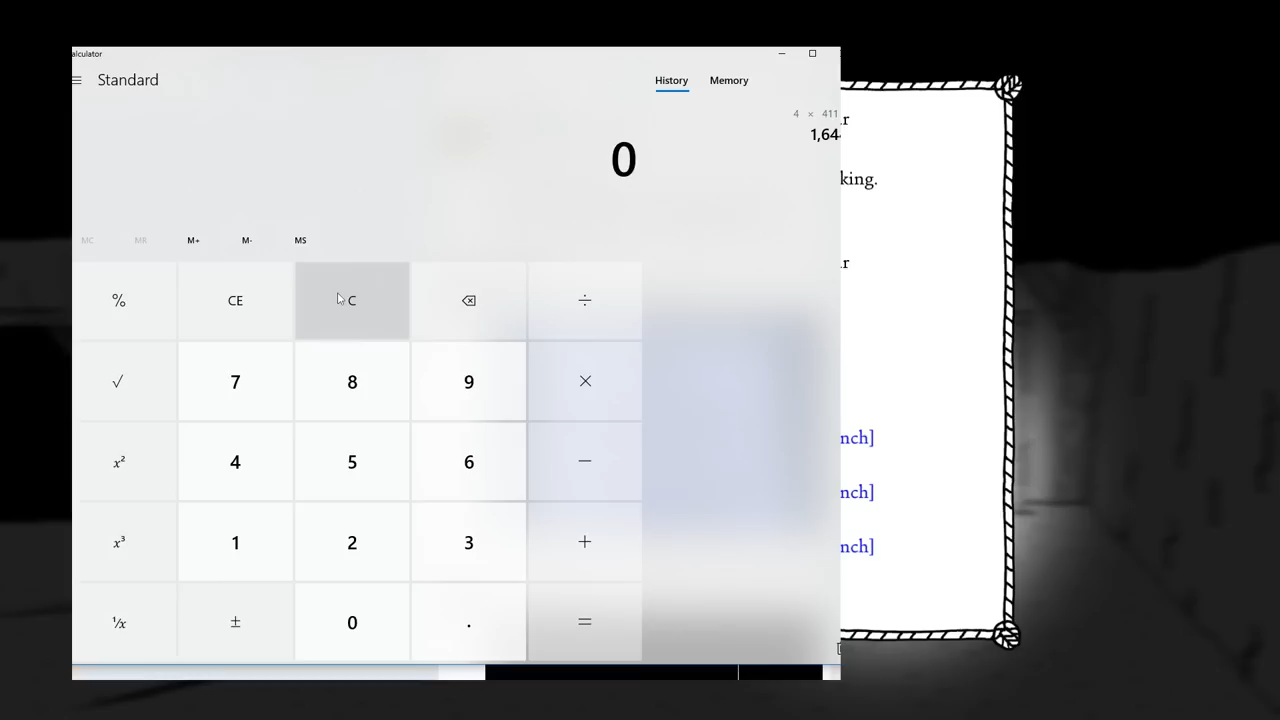 alculator
Standard
History Memory
4 × 411
1,64
0
MC MR M+ M- MS
% CE C ÷
√ 7 8 9 ×
x² 4 5 6 −
x³ 1 2 3 +
¹/x ± 0 . =
r
king.
r
nch]
nch]
nch]